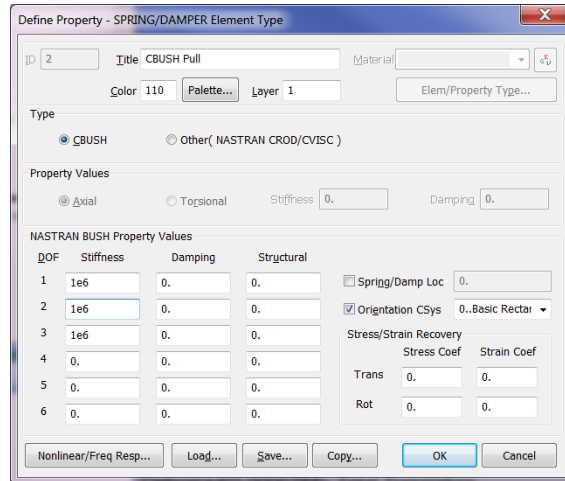 Define Property - SPRING/DAMPER Element Type
ID 2 Title CBUSH Pull Material
Color 110 Palette... Layer 1 Elem/Property Type...
Type
CBUSH Other( NASTRAN CROD/CVISC )
Property Values
Axial Torsional Stiffness 0. Damping 0.
NASTRAN BUSH Property Values
DOF Stiffness Damping Structural
1 1e6 0. 0. Spring/Damp Loc 0.
2 1e6 0. 0. Orientation CSys 0..Basic Rectar
3 1e6 0. 0. Stress/Strain Recovery
Stress Coef Strain Coef
4 0. 0. 0. Trans 0. 0.
5 0. 0. 0.
6 0. 0. 0. Rot 0. 0.
Nonlinear/Freq Resp... Load... Save... Copy... OK Cancel